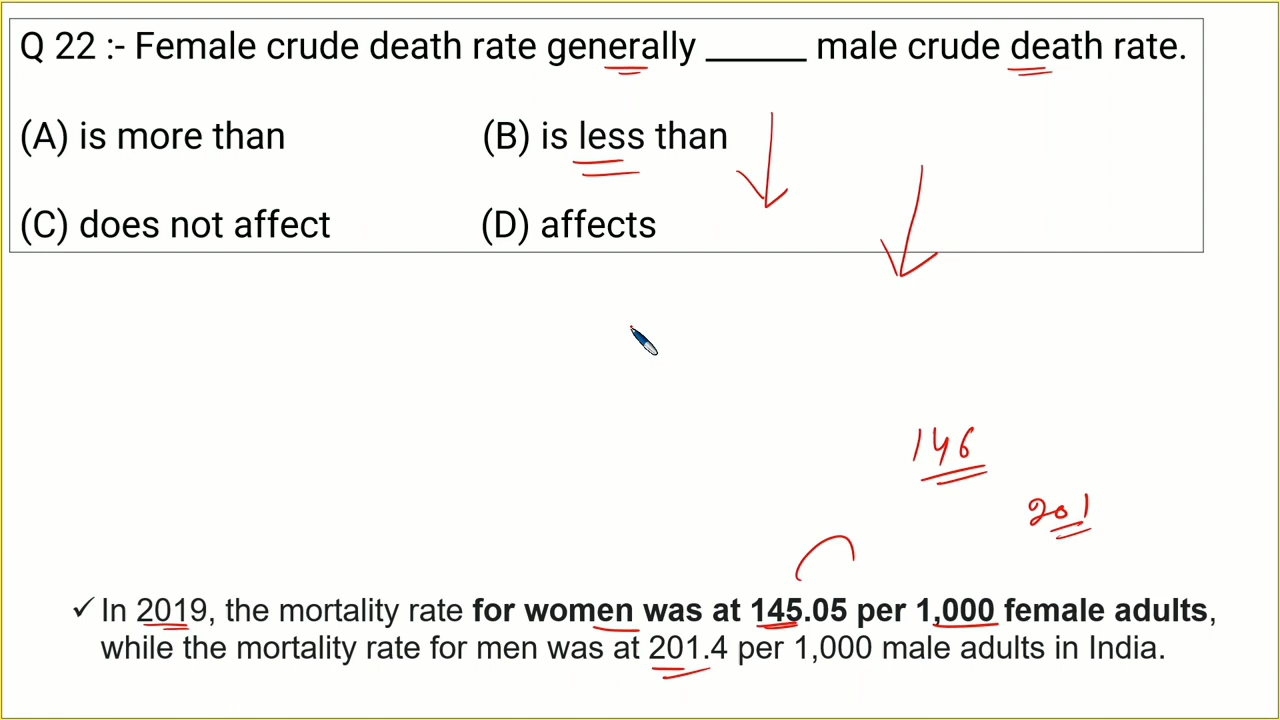 Q 22 :- Female crude death rate generally ______ male crude death rate.
(A) is more than (B) is less than
(C) does not affect (D) affects
146
201
✓ In 2019, the mortality rate for women was at 145.05 per 1,000 female adults,
while the mortality rate for men was at 201.4 per 1,000 male adults in India.